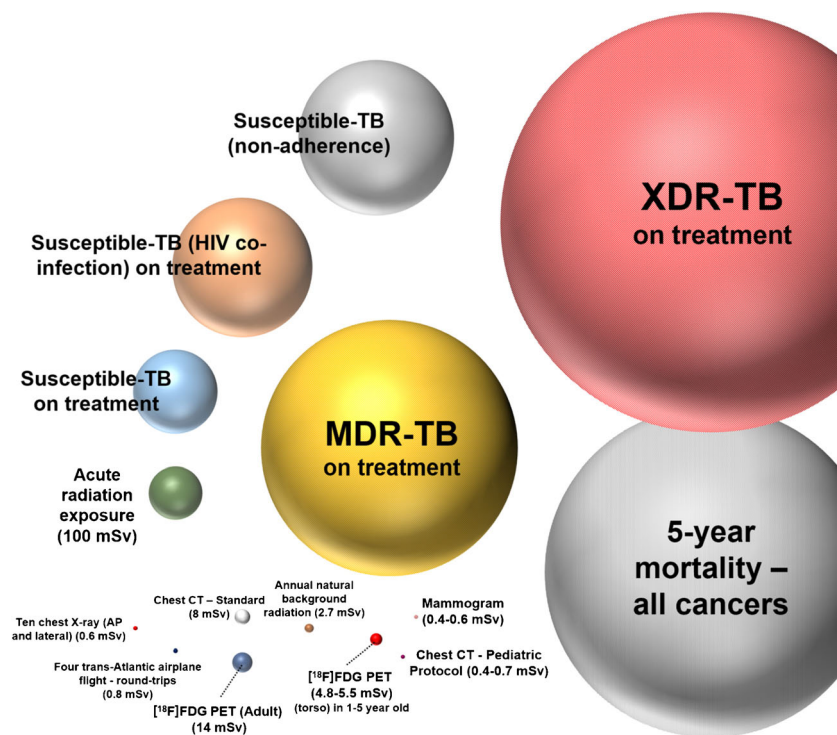 Susceptible-TB
(non-adherence)
XDR-TB
on treatment
Susceptible-TB (HIV co-
infection) on treatment
Susceptible-TB
on treatment
MDR-TB
on treatment
Acute
radiation
exposure
(100 mSv)
5-year
mortality –
all cancers
Ten chest X-ray (AP
and lateral) (0.6 mSv)
Chest CT – Standard
(8 mSv)
Annual natural
background
radiation (2.7 mSv)
Mammogram
(0.4-0.6 mSv)
Four trans-Atlantic airplane
flight - round-trips
(0.8 mSv)
[¹⁸F]FDG PET (Adult)
(14 mSv)
[¹⁸F]FDG PET
(4.8-5.5 mSv)
(torso) in 1-5 year old
Chest CT - Pediatric
Protocol (0.4-0.7 mSv)